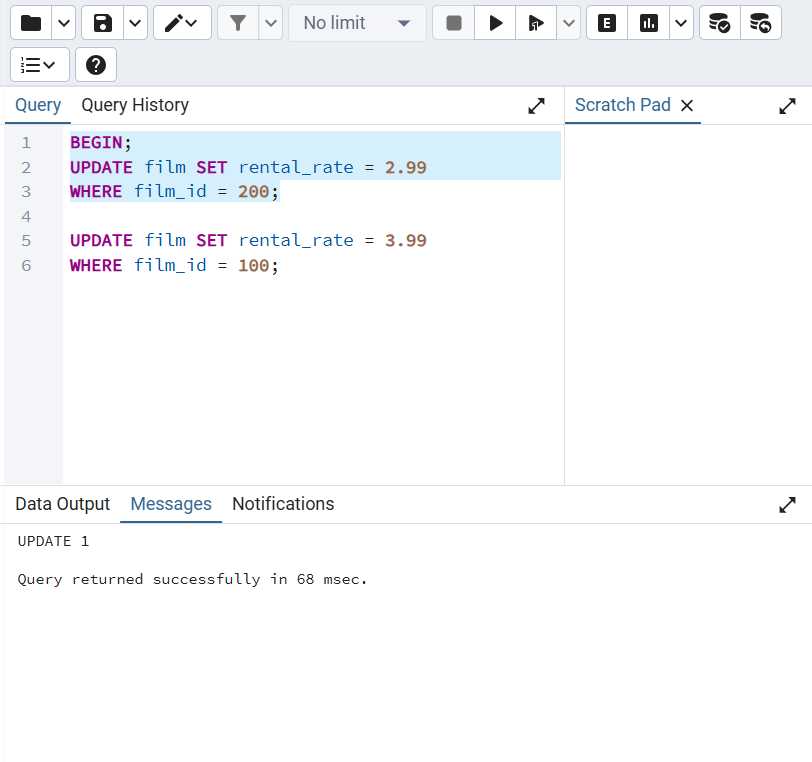 No limit
E
Query Query History Scratch Pad
1 BEGIN;
2 UPDATE film SET rental_rate = 2.99
3 WHERE film_id = 200;
4
5 UPDATE film SET rental_rate = 3.99
6 WHERE film_id = 100;
Data Output Messages Notifications
UPDATE 1
Query returned successfully in 68 msec.